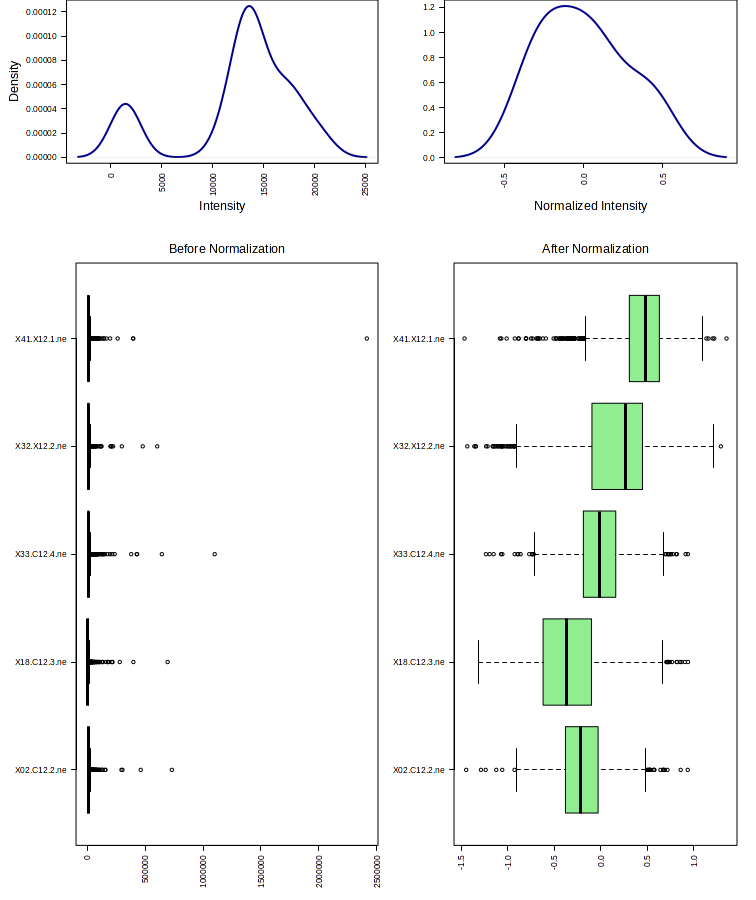 0.00012
0.00010
0.00008
0.00006
0.00004
0.00002
0.00000
Density
0
5000
10000
15000
20000
25000
Intensity
1.2
1.0
0.8
0.6
0.4
0.2
0.0
-0.5
0.0
0.5
Normalized Intensity
Before Normalization
X41.X12.1.ne
X32.X12.2.ne
X33.C12.4.ne
X18.C12.3.ne
X02.C12.2.ne
0
500000
1000000
1500000
2000000
2500000
After Normalization
X41.X12.1.ne
X32.X12.2.ne
X33.C12.4.ne
X18.C12.3.ne
X02.C12.2.ne
-1.5
-1.0
-0.5
0.0
0.5
1.0